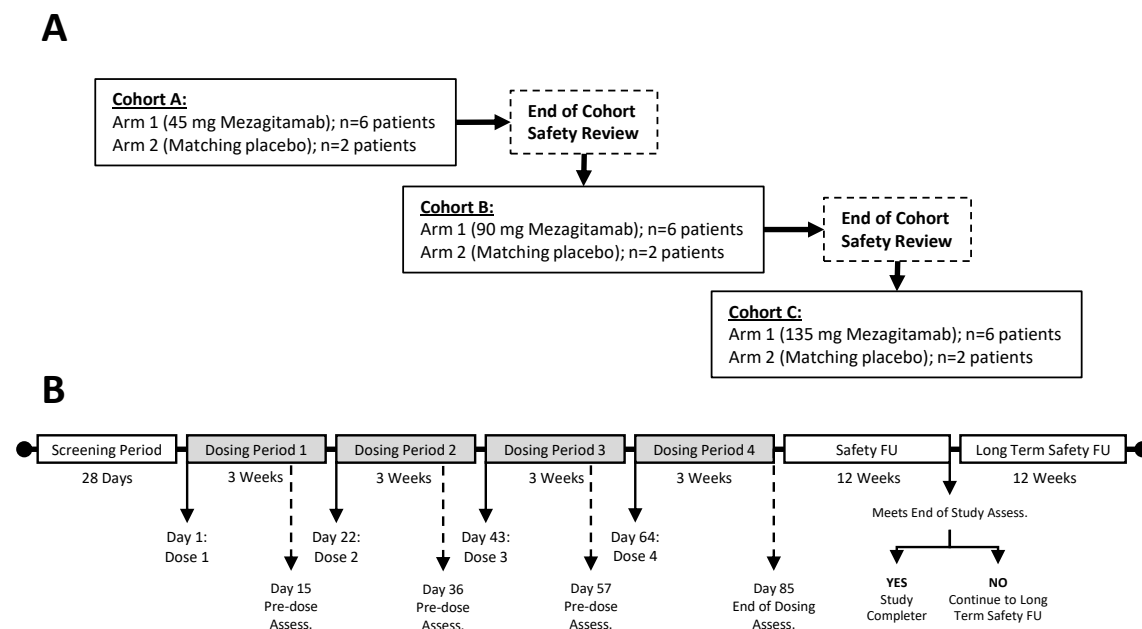 A
Cohort A:
Arm 1 (45 mg Mezagitamab); n=6 patients
Arm 2 (Matching placebo); n=2 patients
End of Cohort
Safety Review
Cohort B:
Arm 1 (90 mg Mezagitamab); n=6 patients
Arm 2 (Matching placebo); n=2 patients
End of Cohort
Safety Review
Cohort C:
Arm 1 (135 mg Mezagitamab); n=6 patients
Arm 2 (Matching placebo); n=2 patients
B
Screening Period
Dosing Period 1
Dosing Period 2
Dosing Period 3
Dosing Period 4
Safety FU
Long Term Safety FU
28 Days
3 Weeks
3 Weeks
3 Weeks
3 Weeks
12 Weeks
12 Weeks
Day 1:
Dose 1
Day 22:
Dose 2
Day 43:
Dose 3
Day 64:
Dose 4
Meets End of Study Assess.
Day 15
Pre-dose
Assess.
Day 36
Pre-dose
Assess.
Day 57
Pre-dose
Assess.
Day 85
End of Dosing
Assess.
YES
Study
Completer
NO
Continue to Long
Term Safety FU